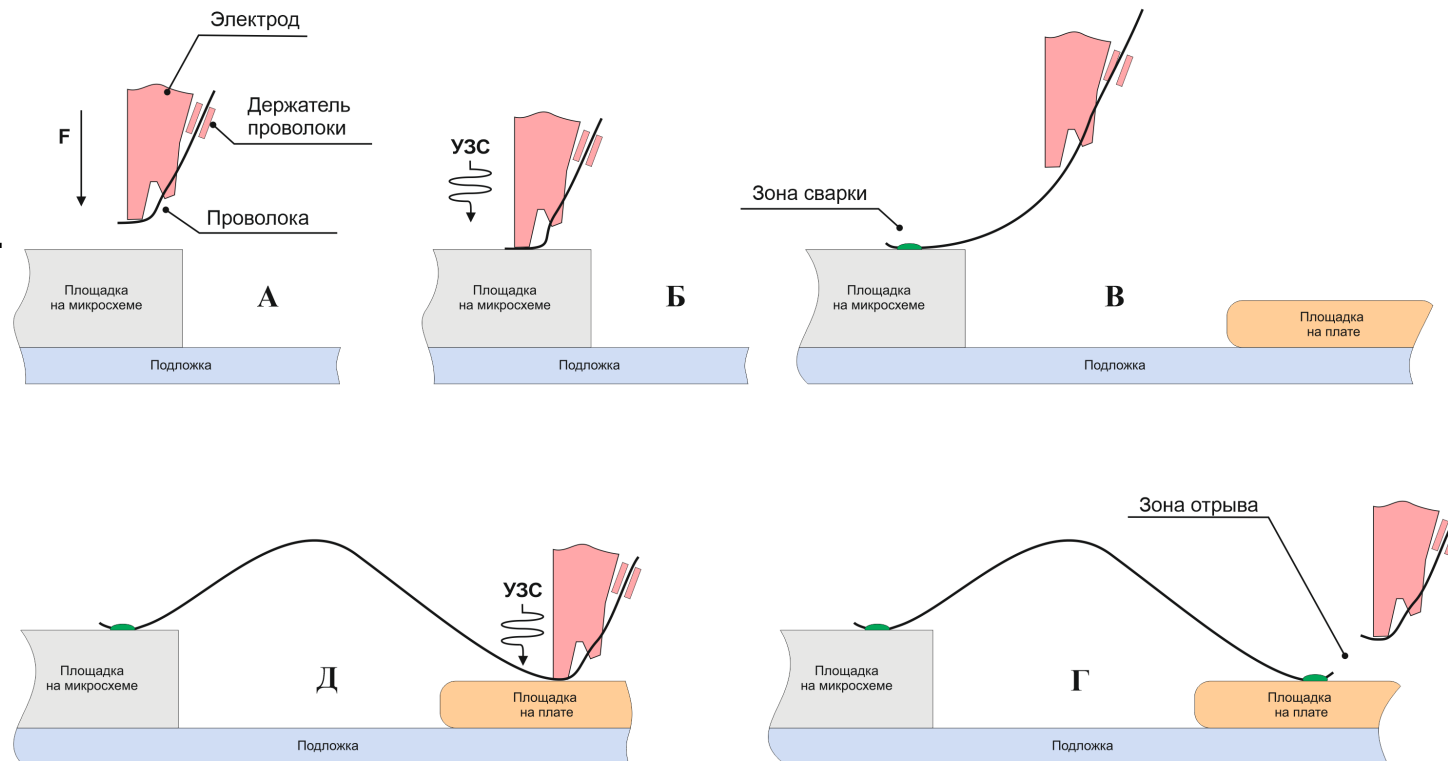 Электрод
F
Держатель
проволоки
Проволока
Площадка
на микросхеме
А
Подложка
УЗС
Площадка
на микросхеме
Б
Подложка
Зона сварки
Площадка
на микросхеме
В
Площадка
на плате
Подложка
УЗС
Площадка
на микросхеме
Д
Площадка
на плате
Подложка
Зона отрыва
Площадка
на микросхеме
Г
Площадка
на плате
Подложка